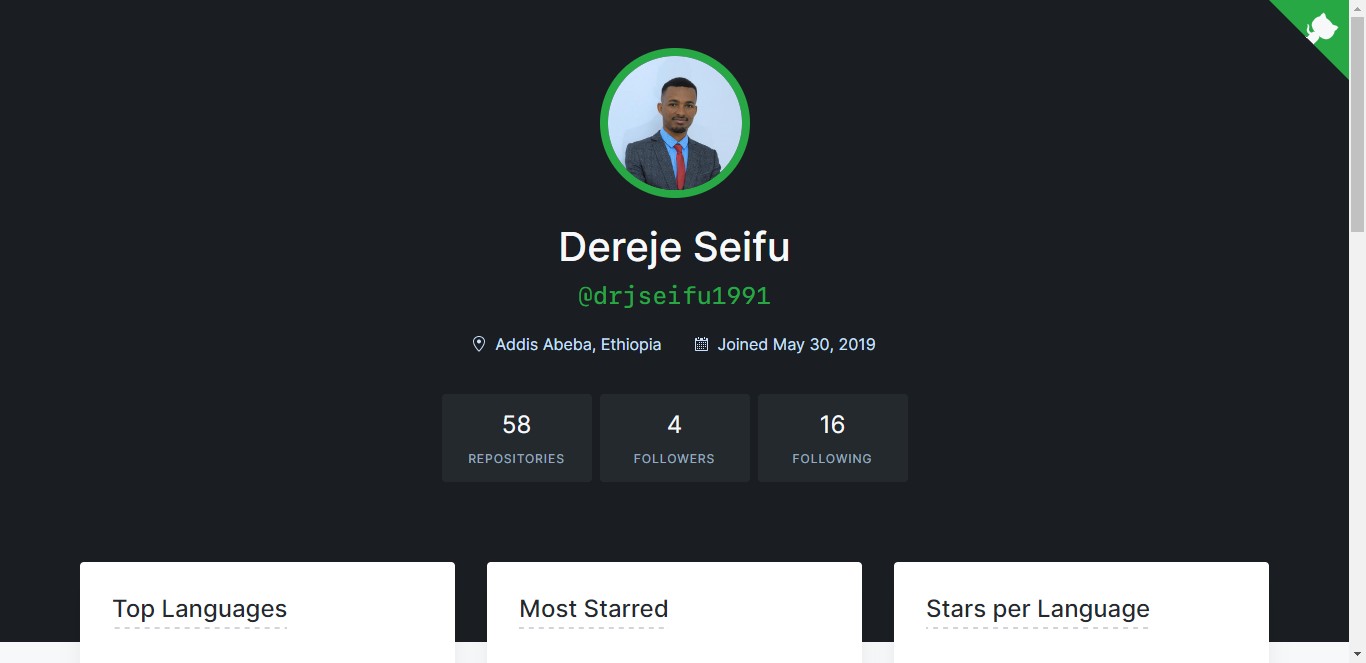 Dereje Seifu
@drjseifu1991
Addis Abeba, Ethiopia Joined May 30, 2019
58 4 16
REPOSITORIES FOLLOWERS FOLLOWING
Top Languages Most Starred Stars per Language